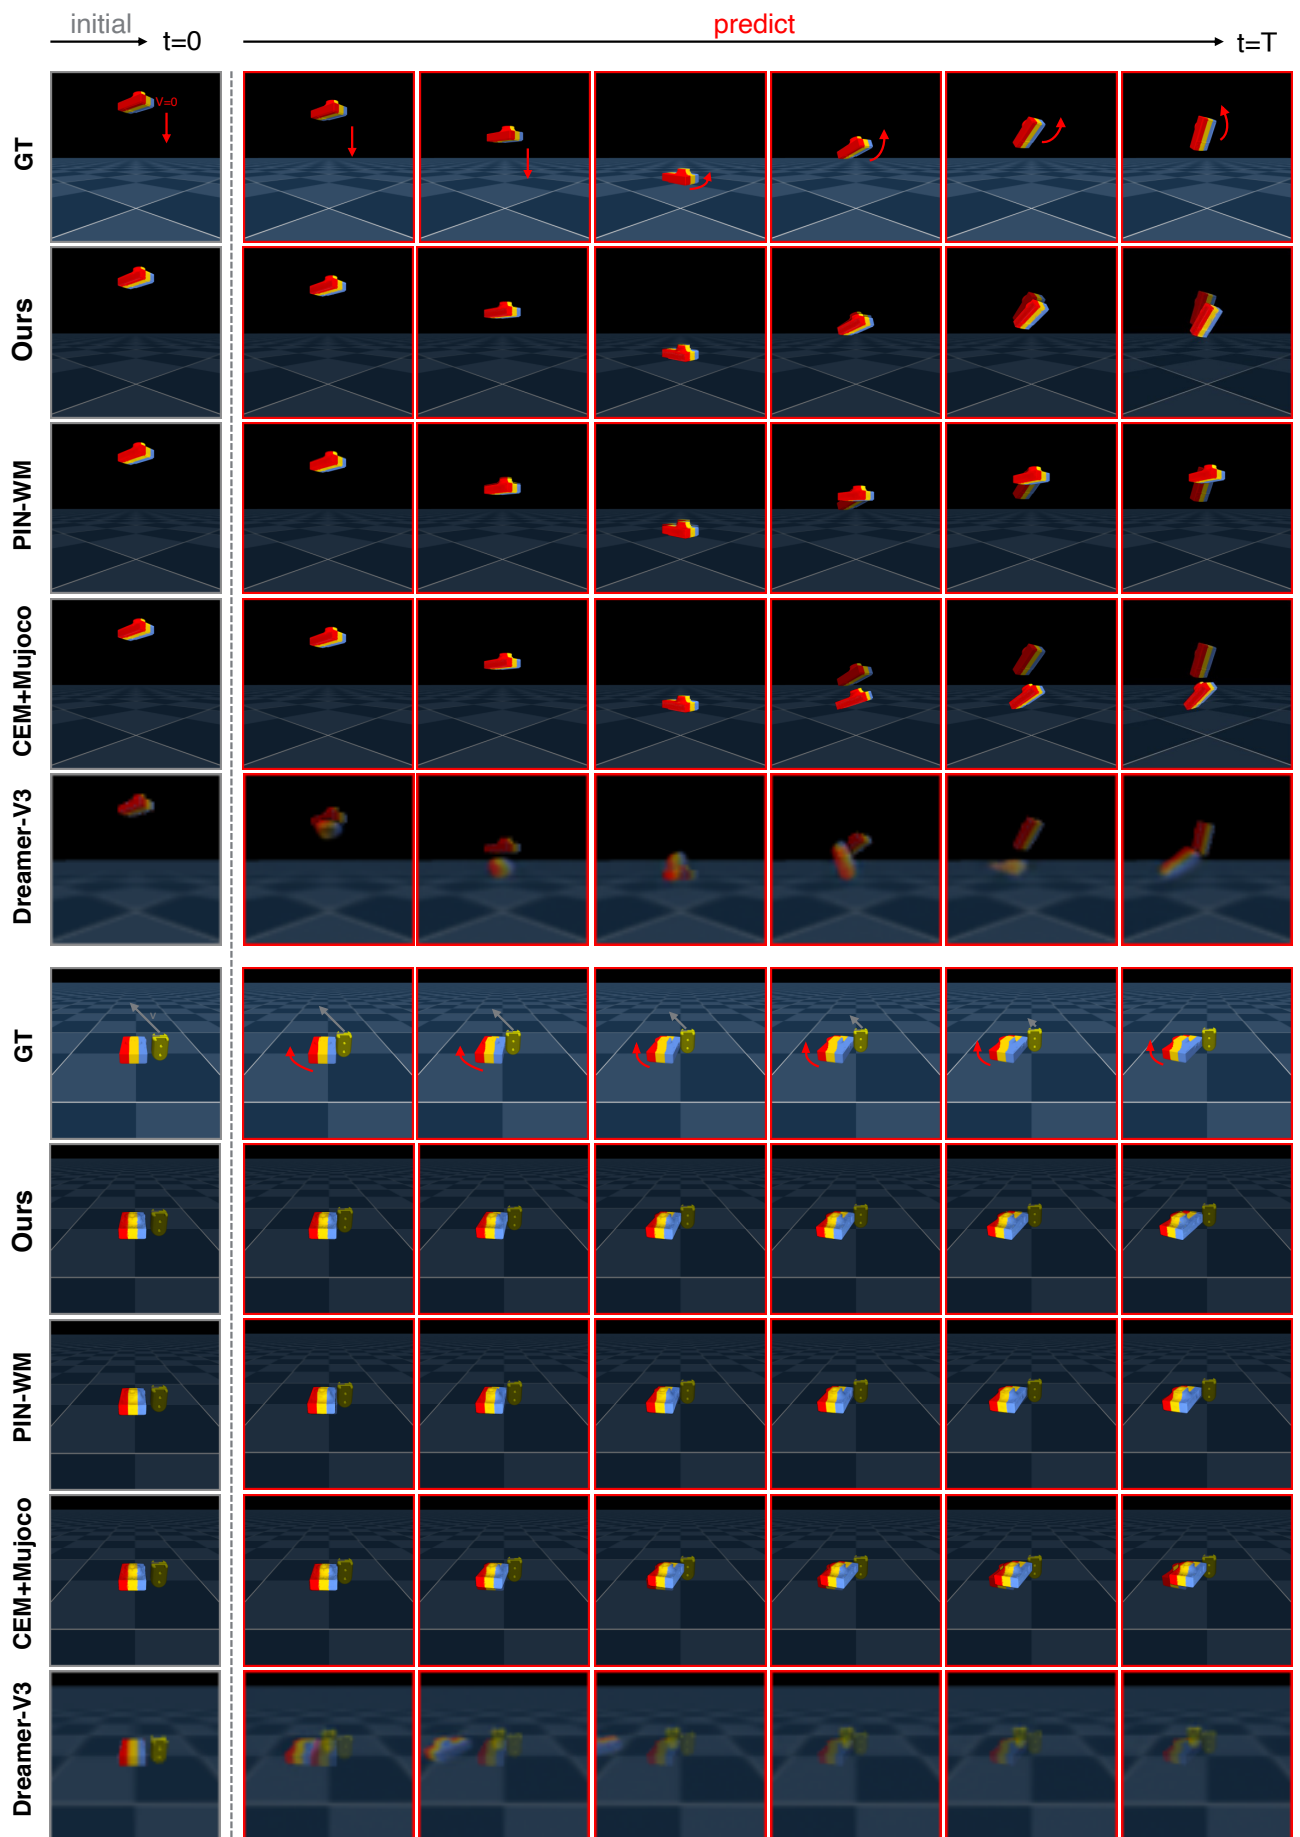 initial
t=0
predict
t=T
GT
V=0
Ours
PIN-WM
CEM+Mujoco
Dreamer-V3
GT
v
Ours
PIN-WM
CEM+Mujoco
Dreamer-V3